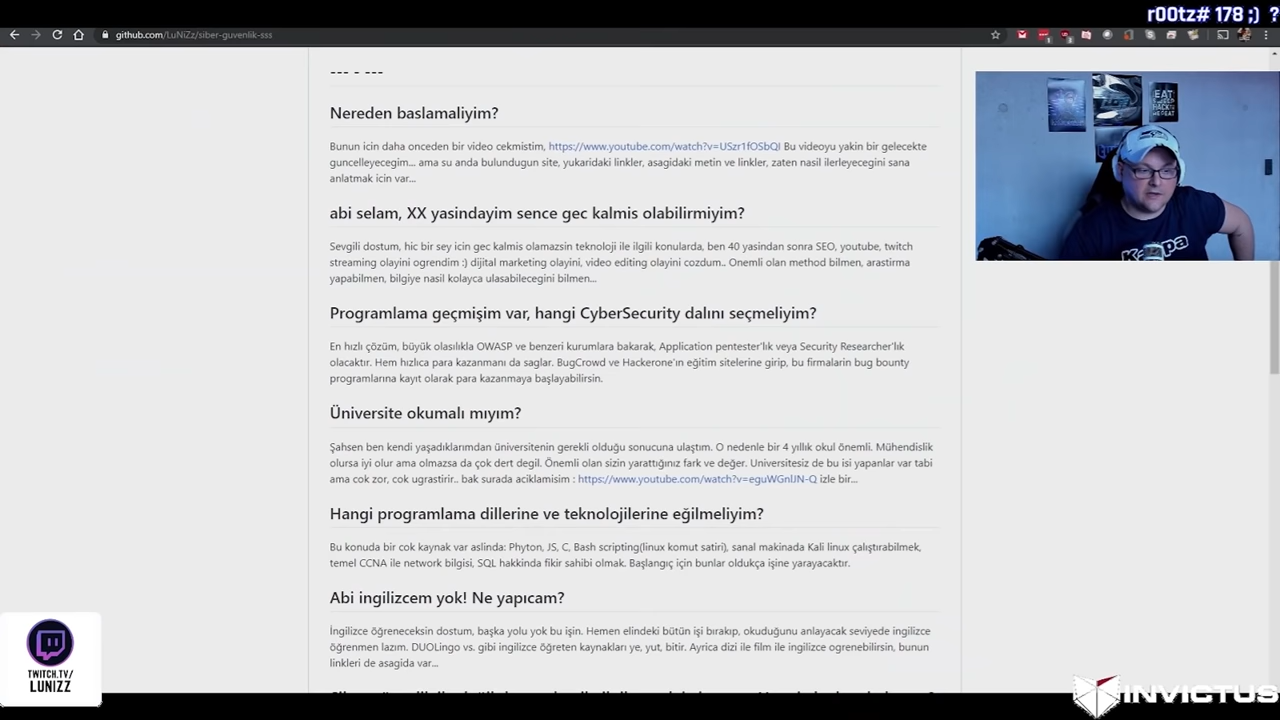 r00tz# 178 ;) ?
github.com/LuNiZz/siber-guvenlik-sss
--- - ---
Nereden baslamaliyim?
Bunun icin daha onceden bir video cekmistim, https://www.youtube.com/watch?v=USzr1fOSbQI Bu videoyu yakin bir gelecekte
guncelleyecegim... ama su anda bulundugun site, yukaridaki linkler, asagidaki metin ve linkler, zaten nasil ilerleyecegini sana
anlatmak icin var...
abi selam, XX yasindayim sence gec kalmis olabilirmiyim?
Sevgili dostum, hic bir sey icin gec kalmis olamazsin teknoloji ile ilgili konularda, ben 40 yasindan sonra SEO, youtube, twitch
streaming olayini ogrendim :) dijital marketing olayini, video editing olayini cozdum.. Onemli olan method bilmen, arastirma
yapabilmen, bilgiye nasil kolayca ulasabilecegini bilmen...
Programlama geçmişim var, hangi CyberSecurity dalını seçmeliyim?
En hızlı çözüm, büyük olasılıkla OWASP ve benzeri kurumlara bakarak, Application pentester'lık veya Security Researcher'lık
olacaktır. Hem hızlıca para kazanmanı da saglar. BugCrowd ve Hackerone'ın eğitim sitelerine girip, bu firmalarin bug bounty
programlarına kayıt olarak para kazanmaya başlayabilirsin.
Üniversite okumalı mıyım?
Şahsen ben kendi yaşadıklarımdan üniversitenin gerekli olduğu sonucuna ulaştım. O nedenle bir 4 yıllık okul önemli. Mühendislik
olursa iyi olur ama olmazsa da çok dert degil. Önemli olan sizin yarattığınız fark ve değer. Universitesiz de bu isi yapanlar var tabi
ama cok zor, cok ugrastirir.. bak surada aciklamisim : https://www.youtube.com/watch?v=eguWGnlJN-Q izle bir...
Hangi programlama dillerine ve teknolojilerine eğilmeliyim?
Bu konuda bir cok kaynak var aslinda: Phyton, JS, C, Bash scripting(linux komut satiri), sanal makinada Kali linux çalıştırabilmek,
temel CCNA ile network bilgisi, SQL hakkinda fikir sahibi olmak. Başlangıç için bunlar oldukça işine yarayacaktır.
Abi ingilizcem yok! Ne yapıcam?
İngilizce öğreneceksin dostum, başka yolu yok bu işin. Hemen elindeki bütün işi bırakıp, okuduğunu anlayacak seviyede ingilizce
öğrenmen lazım. DUOLingo vs. gibi ingilizce öğreten kaynakları ye, yut, bitir. Ayrica dizi ile film ile ingilizce ogrenebilirsin, bunun
linkleri de asagida var...
EAT
TWITCH.TV/
LUNIZZ
INVICTUS